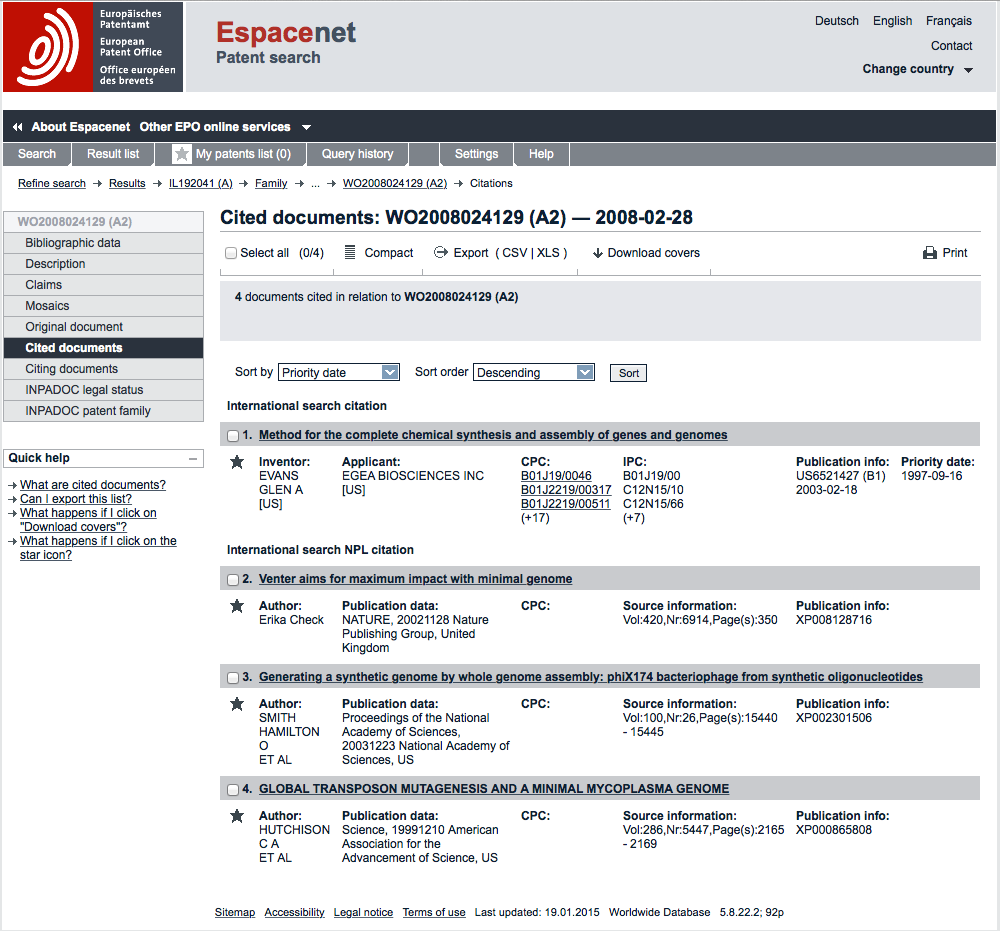 Europäisches
Patentamt
European
Patent Office
Office européen
des brevets
Espacenet
Patent search
Deutsch English Français
Contact
Change country
About Espacenet Other EPO online services
Search Result list My patents list (0) Query history Settings Help
Refine search → Results → IL192041 (A) → Family → ... → WO2008024129 (A2) → Citations
WO2008024129 (A2)
Bibliographic data
Description
Claims
Mosaics
Original document
Cited documents
Citing documents
INPADOC legal status
INPADOC patent family
Quick help
→ What are cited documents?
→ Can I export this list?
→ What happens if I click on
"Download covers"?
→ What happens if I click on the
star icon?
Cited documents: WO2008024129 (A2) — 2008-02-28
Select all (0/4) Compact Export ( CSV | XLS ) Download covers Print
4 documents cited in relation to WO2008024129 (A2)
Sort by Priority date Sort order Descending Sort
International search citation
1. Method for the complete chemical synthesis and assembly of genes and genomes
Inventor: Applicant: CPC: IPC: Publication info: Priority date:
EVANS EGEA BIOSCIENCES INC B01J19/0046 B01J19/00 US6521427 (B1) 1997-09-16
GLEN A [US] B01J2219/00317 C12N15/10 2003-02-18
[US] B01J2219/00511 C12N15/66
(+17) (+7)
International search NPL citation
2. Venter aims for maximum impact with minimal genome
Author: Publication data: CPC: Source information: Publication info:
Erika Check NATURE, 20021128 Nature Vol:420,Nr:6914,Page(s):350 XP008128716
Publishing Group, United
Kingdom
3. Generating a synthetic genome by whole genome assembly: phiX174 bacteriophage from synthetic oligonucleotides
Author: Publication data: CPC: Source information: Publication info:
SMITH Proceedings of the National Vol:100,Nr:26,Page(s):15440 XP002301506
HAMILTON Academy of Sciences, - 15445
O 20031223 National Academy of
ET AL Sciences, US
4. GLOBAL TRANSPOSON MUTAGENESIS AND A MINIMAL MYCOPLASMA GENOME
Author: Publication data: CPC: Source information: Publication info:
HUTCHISON Science, 19991210 American Vol:286,Nr:5447,Page(s):2165 XP000865808
C A Association for the - 2169
ET AL Advancement of Science, US
Sitemap Accessibility Legal notice Terms of use Last updated: 19.01.2015 Worldwide Database 5.8.22.2; 92p